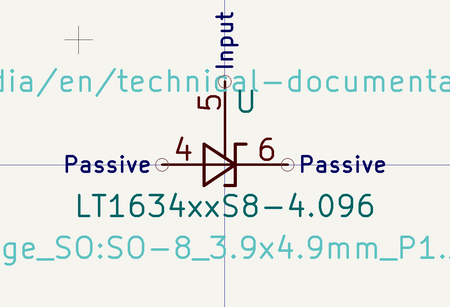 Input
dia/en/technical-documenta
5 U
4 6
Passive Passive
LT1634xxS8-4.096
ge_SO:SO-8_3.9x4.9mm_P1.